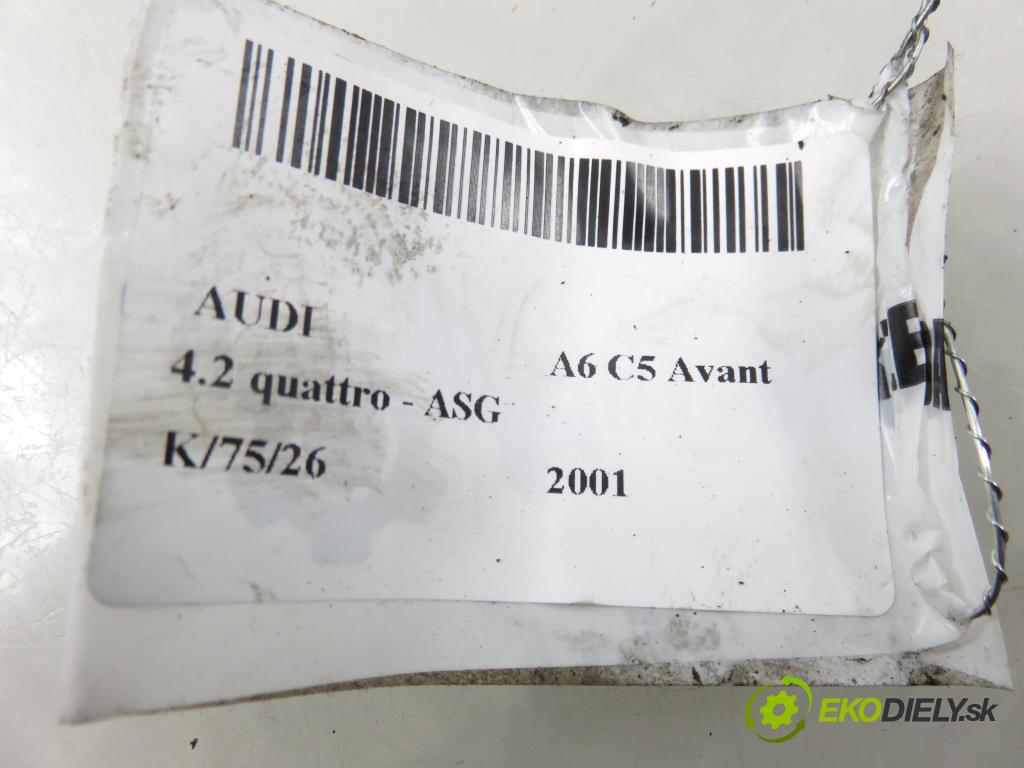 AUDI
4.2 quattro - ASG
A6 C5 Avant
K/75/26
2001
EKODIELY.sk